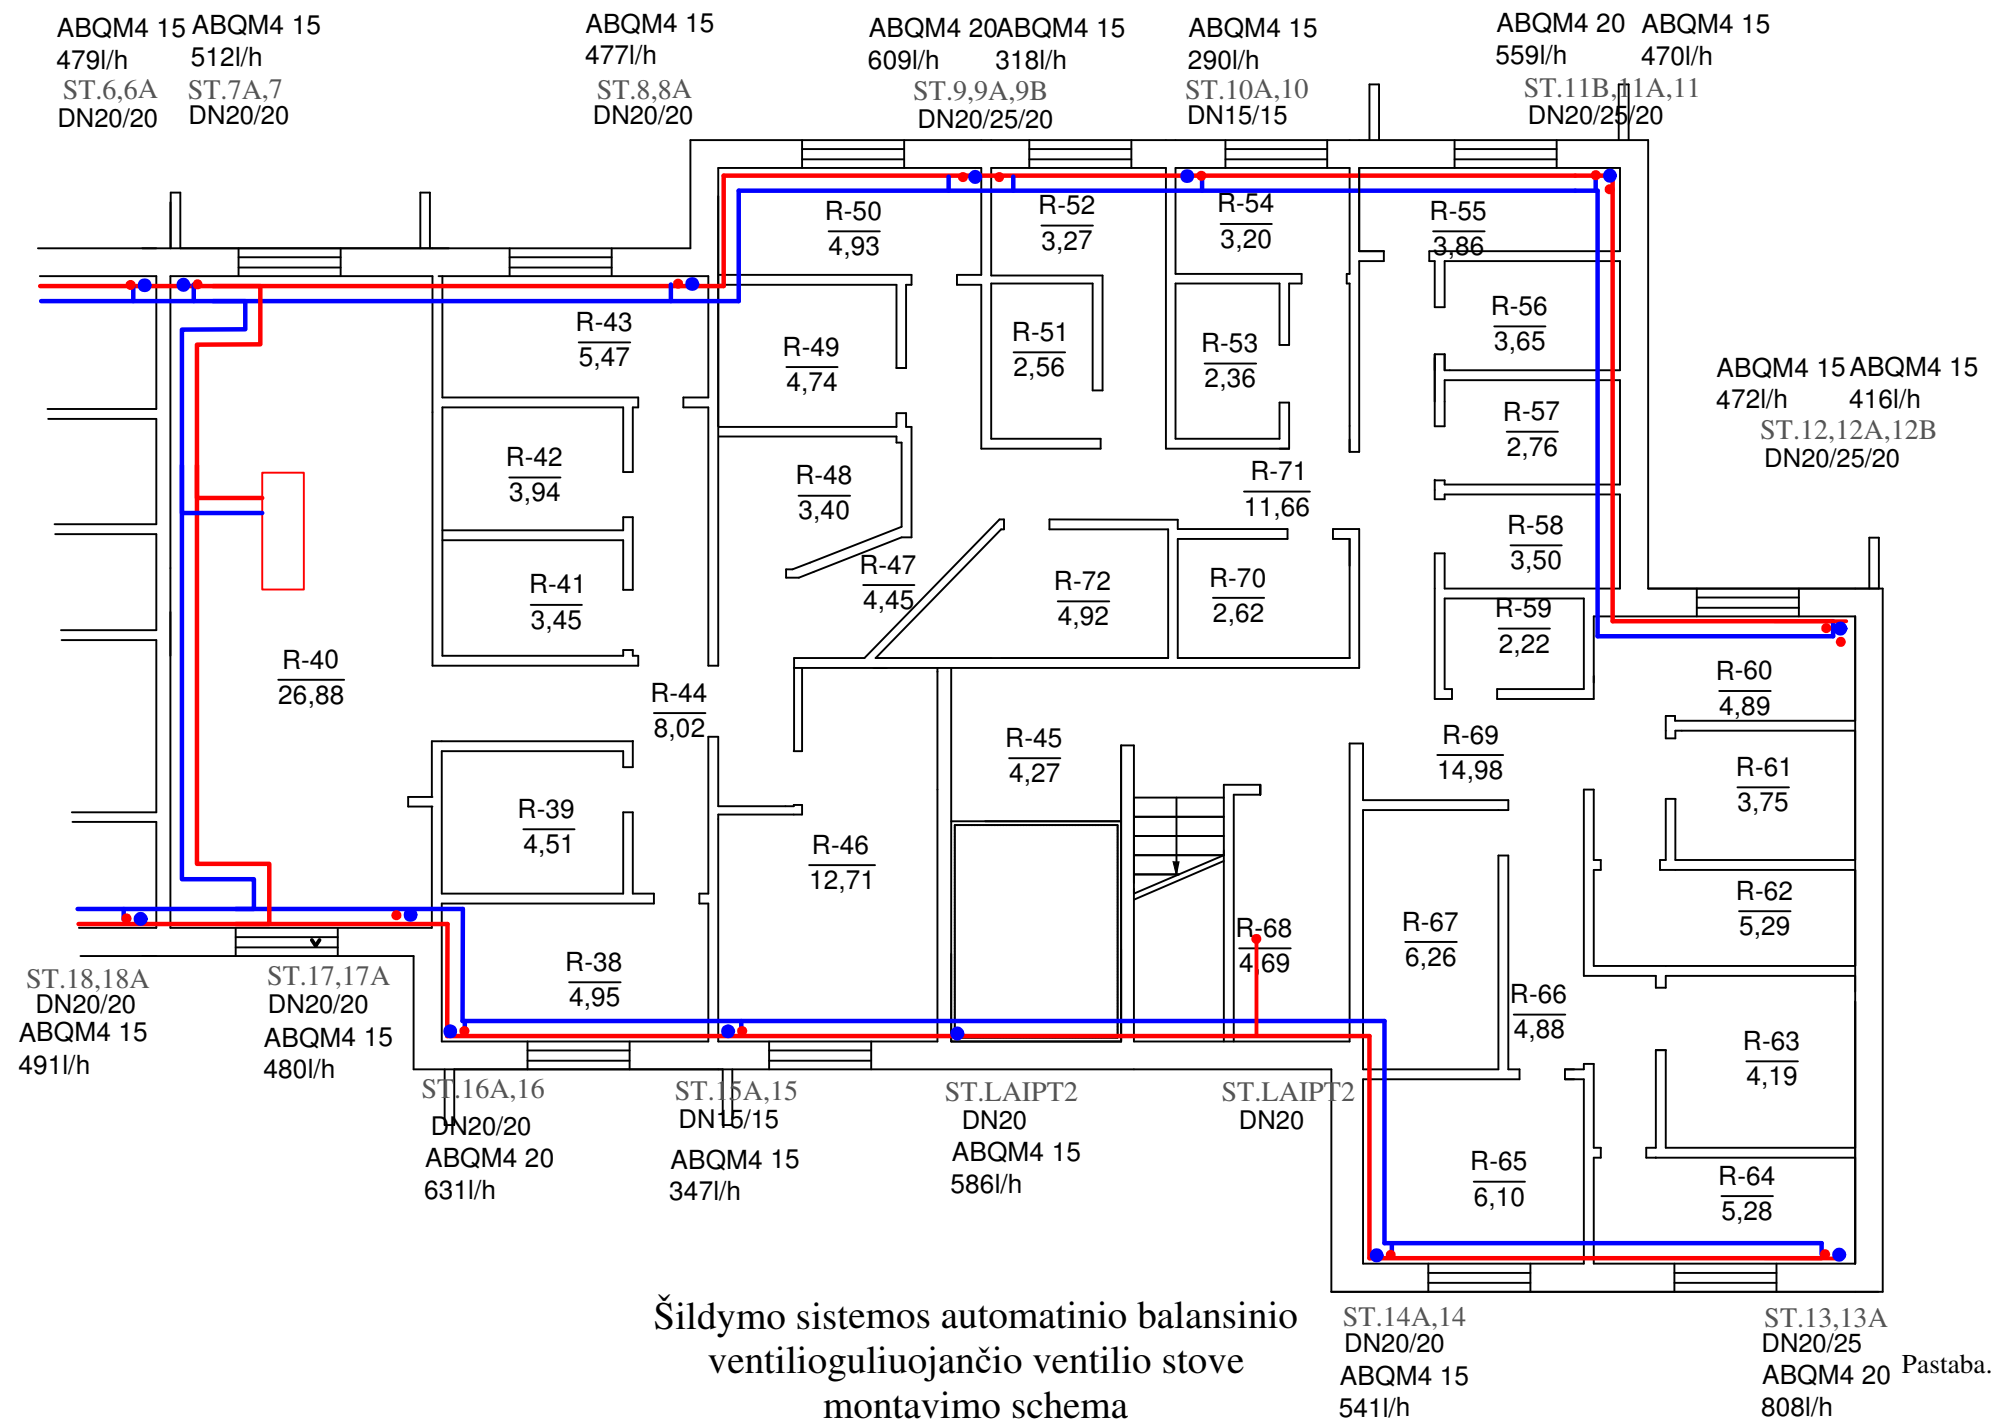 ABQM4 15
479l/h
ST.6,6A
DN20/20
ABQM4 15
512l/h
ST.7A,7
DN20/20
ABQM4 15
477l/h
ST.8,8A
DN20/20
ABQM4 20
609l/h
ABQM4 15
318l/h
ST.9,9A,9B
DN20/25/20
ABQM4 15
290l/h
ST.10A,10
DN15/15
ABQM4 20
559l/h
ABQM4 15
470l/h
ST.11B,11A,11
DN20/25/20
R-50
4,93
R-52
3,27
R-54
3,20
R-55
3,86
R-43
5,47
R-49
4,74
R-51
2,56
R-53
2,36
R-56
3,65
ABQM4 15
472l/h
ABQM4 15
416l/h
ST.12,12A,12B
DN20/25/20
R-57
2,76
R-42
3,94
R-48
3,40
R-71
11,66
R-58
3,50
R-41
3,45
R-47
4,45
R-72
4,92
R-70
2,62
R-59
2,22
R-40
26,88
R-44
8,02
R-60
4,89
R-45
4,27
R-69
14,98
R-61
3,75
R-39
4,51
R-46
12,71
R-62
5,29
R-68
4,69
R-67
6,26
R-38
4,95
R-66
4,88
R-63
4,19
ST.18,18A
DN20/20
ABQM4 15
491l/h
ST.17,17A
DN20/20
ABQM4 15
480l/h
ST.16A,16
DN20/20
ABQM4 20
631l/h
ST.15A,15
DN15/15
ABQM4 15
347l/h
ST.LAIPT2
DN20
ABQM4 15
586l/h
ST.LAIPT2
DN20
R-65
6,10
R-64
5,28
Šildymo sistemos automatinio balansinio
ventilioguliuojančio ventilio stove
montavimo schema
ST.14A,14
DN20/20
ABQM4 15
541l/h
ST.13,13A
DN20/25
ABQM4 20
808l/h
Pastaba.